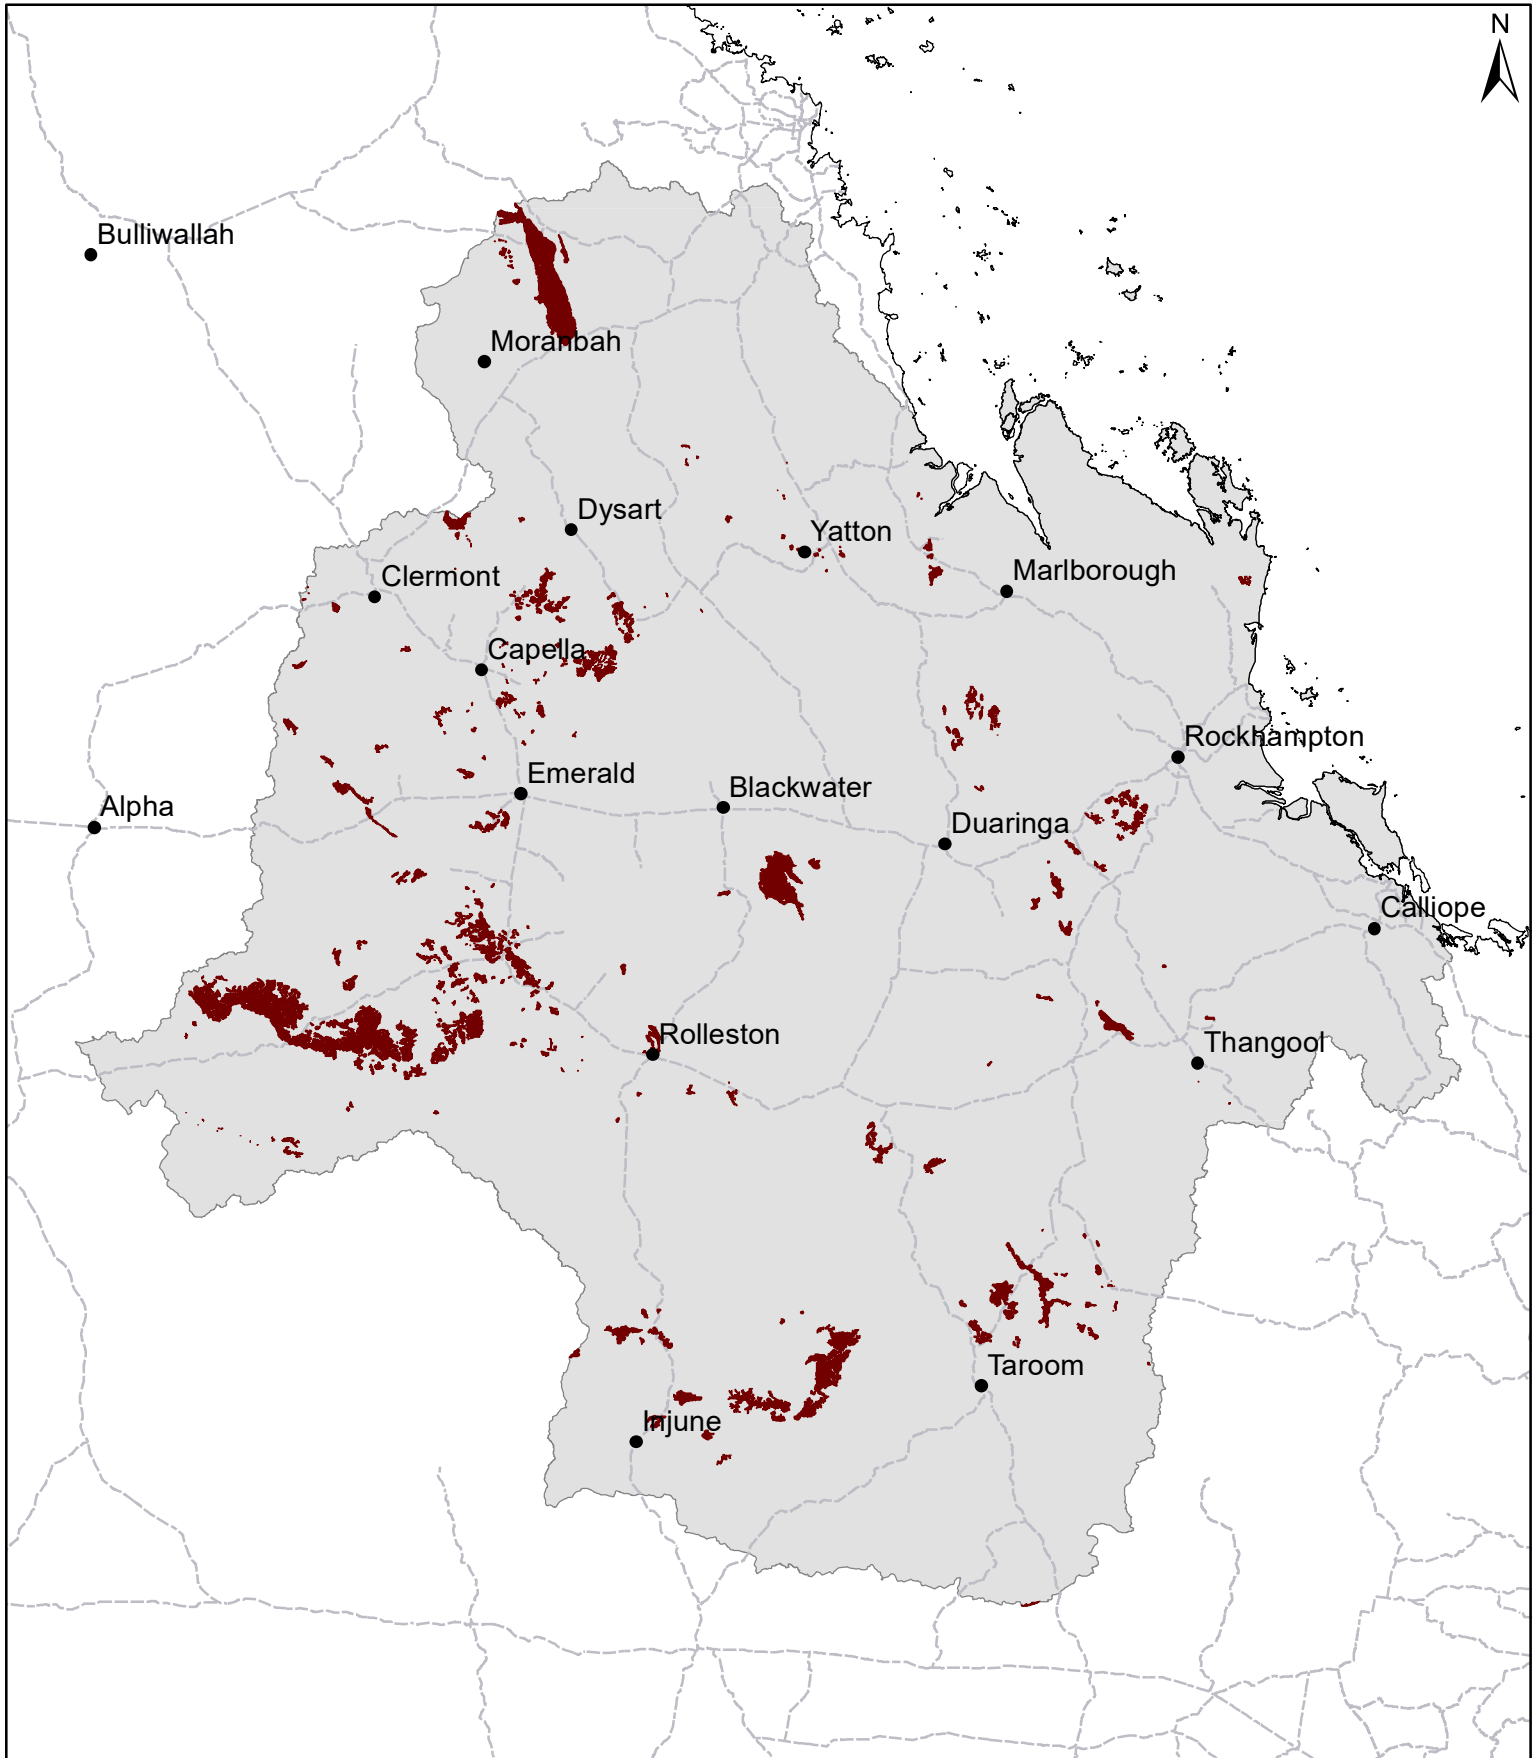 N
Bulliwallah
Moranbah
Dysart
Yatton
Clermont
Marlborough
Capella
Rockhampton
Emerald
Blackwater
Alpha
Duaringa
Calliope
Rolleston
Thangool
Taroom
Injune